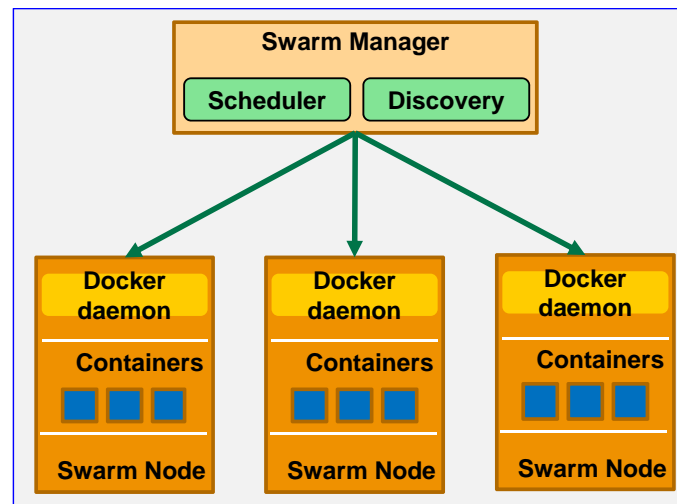 Swarm Manager
Scheduler
Discovery
Docker
daemon
Containers
Swarm Node
Docker
daemon
Containers
Swarm Node
Docker
daemon
Containers
Swarm Node